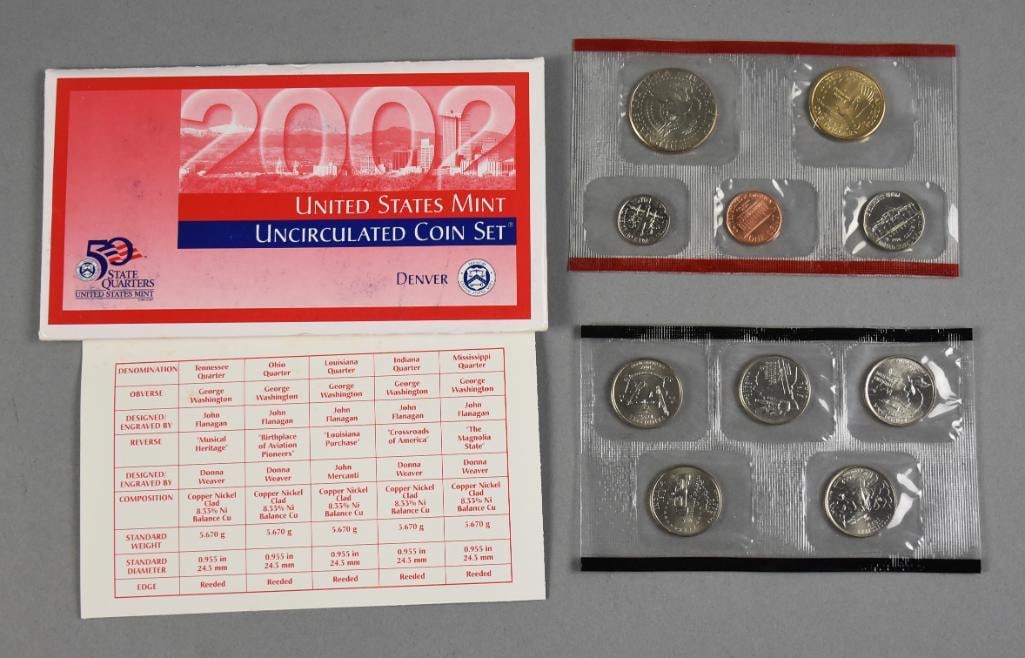 2002
UNITED STATES MINT
UNCIRCULATED COIN SET®
DENVER
50
STATE
QUARTERS
UNITED STATES MINT
DENOMINATION Tennessee Quarter Ohio Quarter Louisiana Quarter Indiana Quarter Mississippi Quarter
OBVERSE George Washington George Washington George Washington George Washington George Washington
DESIGNED/ENGRAVED BY John Flanagan John Flanagan John Flanagan John Flanagan John Flanagan
REVERSE "Musical Heritage" "Birthplace of Aviation Pioneers" "Louisiana Purchase" "Crossroads of America" "The Magnolia State"
DESIGNED/ENGRAVED BY Donna Weaver Donna Weaver John Mercanti Donna Weaver Donna Weaver
COMPOSITION Copper Nickel Clad 8.33% Ni Balance Cu Copper Nickel Clad 8.33% Ni Balance Cu Copper Nickel Clad 8.33% Ni Balance Cu Copper Nickel Clad 8.33% Ni Balance Cu Copper Nickel Clad 8.33% Ni Balance Cu
STANDARD WEIGHT 5.670 g 5.670 g 5.670 g 5.670 g 5.670 g
STANDARD DIAMETER 0.955 in 24.3 mm 0.955 in 24.3 mm 0.955 in 24.3 mm 0.955 in 24.3 mm 0.955 in 24.3 mm
EDGE Reeded Reeded Reeded Reeded Reeded